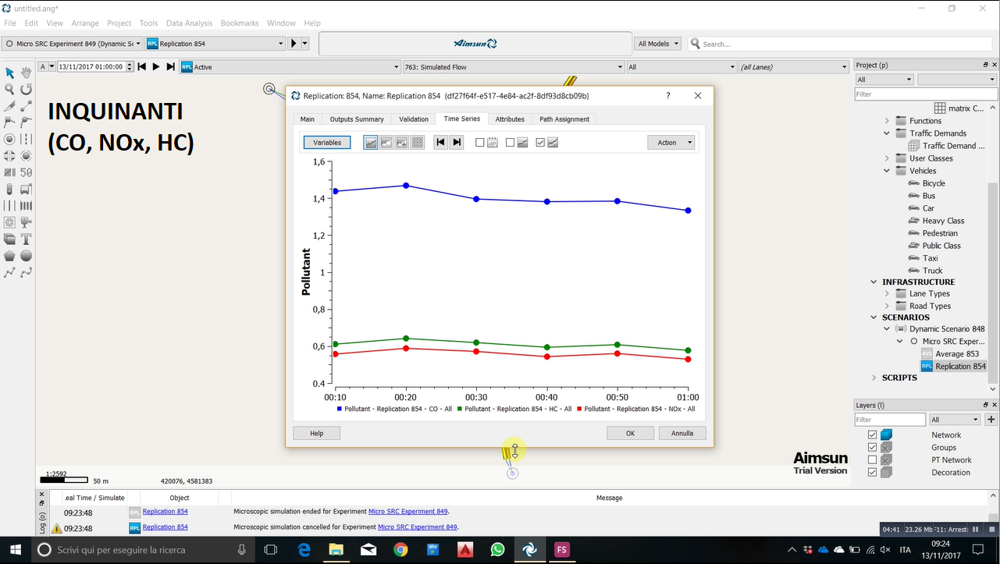 untitled.ang*
File Edit View Arrange Project Tools Data Analysis Bookmarks Window Help
Micro SRC Experiment 849 (Dynamic Sc
RPL Replication 854
Aimsun
All Models
Search...
A 13/11/2017 01:00:00
RPL Active
763: Simulated Flow
All
(all Lanes)
INQUINANTI
(CO, NOx, HC)
Replication: 854, Name: Replication 854 {df27f64f-e517-4e84-ac2f-8df93d8cb09b}
?
Main Outputs Summary Validation Time Series Attributes Path Assignment
Variables
Action
1,6
1,4
1,2
1
0,8
0,6
0.4
Pollutant
00:10 00:20 00:30 00:40 00:50 01:00
Pollutant - Replication 854 - CO - All Pollutant - Replication 854 - HC - All Pollutant - Replication 854 - NOx - All
Help OK Annulla
50
Project (p)
All
Filter
matrix C...
Functions
Traffic Demands
Traffic Demand ...
User Classes
Vehicles
Bicycle
Bus
Car
Heavy Class
Pedestrian
Public Class
Taxi
Truck
INFRASTRUCTURE
Lane Types
Road Types
SCENARIOS
Dynamic Scenario 848
Micro SRC Exper...
AVG Average 853
RPL Replication 854
SCRIPTS
Layers (l)
Filter All
Network
Groups
PT Network
Decoration
1:2592
50 m
420076, 4581383
Aimsun
Trial Version
Log (o)
eal Time / Simulate Object Message
09:23:48 RPL Replication 854 Microscopic simulation ended for Experiment Micro SRC Experiment 849.
09:23:48 RPL Replication 854 Microscopic simulation cancelled for Experiment Micro SRC Experiment 849.
04:41 23.26 Mb
Scrivi qui per eseguire la ricerca
sky
FS
ITA
09:24
13/11/2017